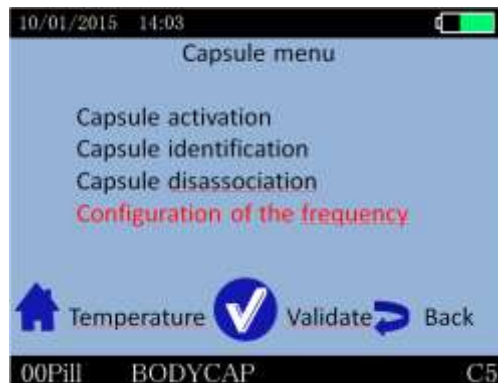 10/01/2015 14:03
Capsule menu
Capsule activation
Capsule identification
Capsule disassociation
Configuration of the frequency
Temperature Validate Back
00Pill BODYCAP C5